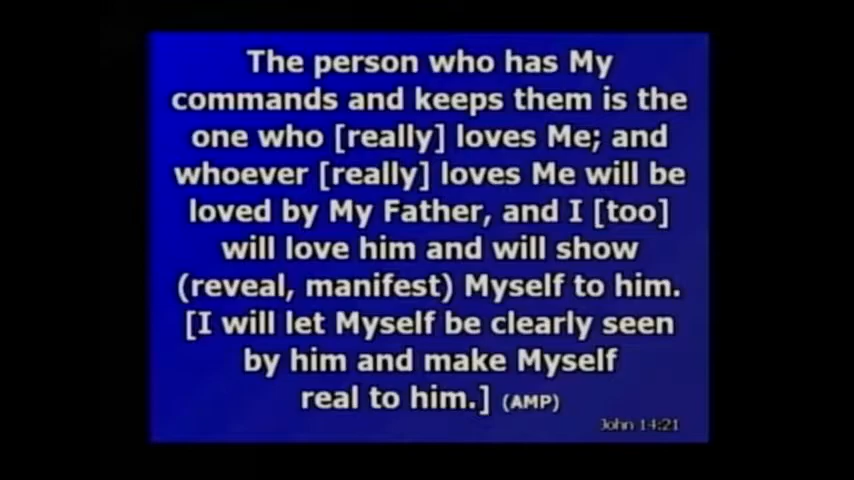 The person who has My
commands and keeps them is the
one who [really] loves Me; and
whoever [really] loves Me will be
loved by My Father, and I [too]
will love him and will show
(reveal, manifest) Myself to him.
[I will let Myself be clearly seen
by him and make Myself
real to him.] (AMP)
John 14:21